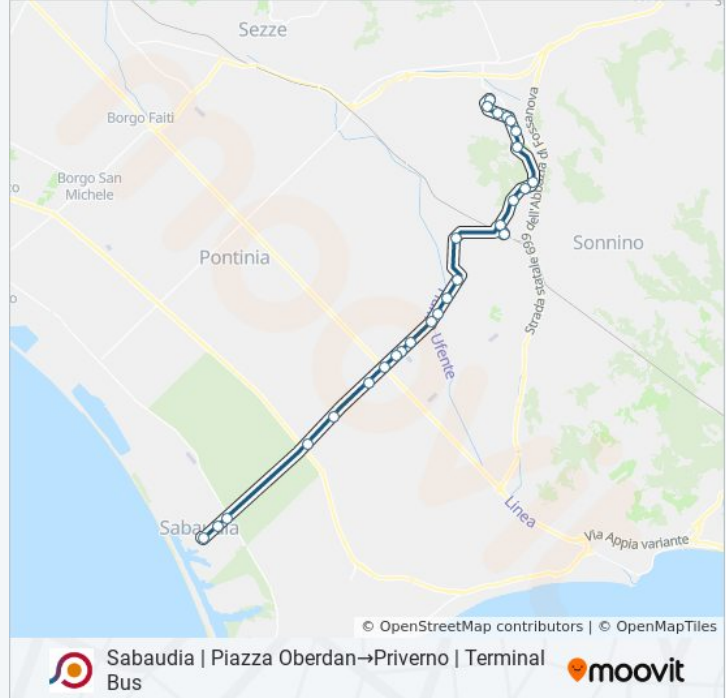 Sezze
Borgo Faiti
Borgo San
Michele
Pontinia
Sonnino
Strada statale 699 dell'Abbazia di Fossanova
Ufente
Sabaudia
Linea
Via Appia variante
© OpenStreetMap contributors | © OpenMapTiles
Sabaudia | Piazza Oberdan→Priverno | Terminal
Bus
moovit